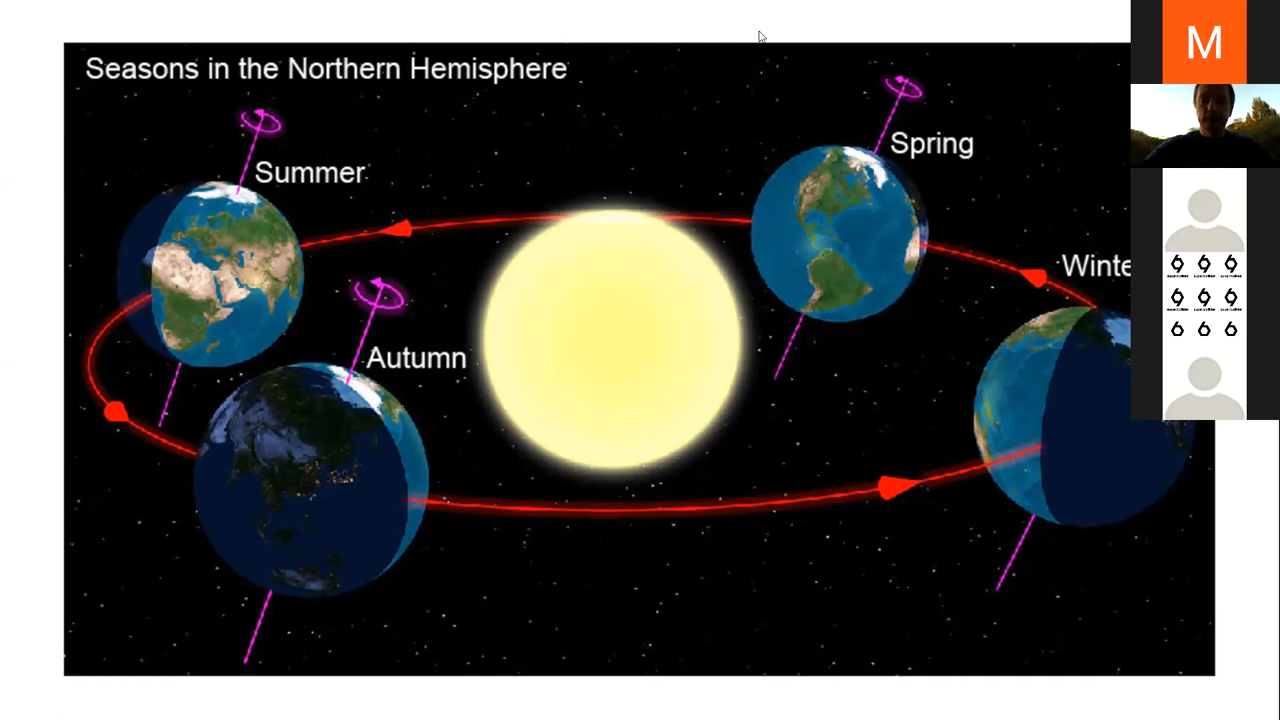 Seasons in the Northern Hemisphere
M
Spring
Summer
Winte
Autumn